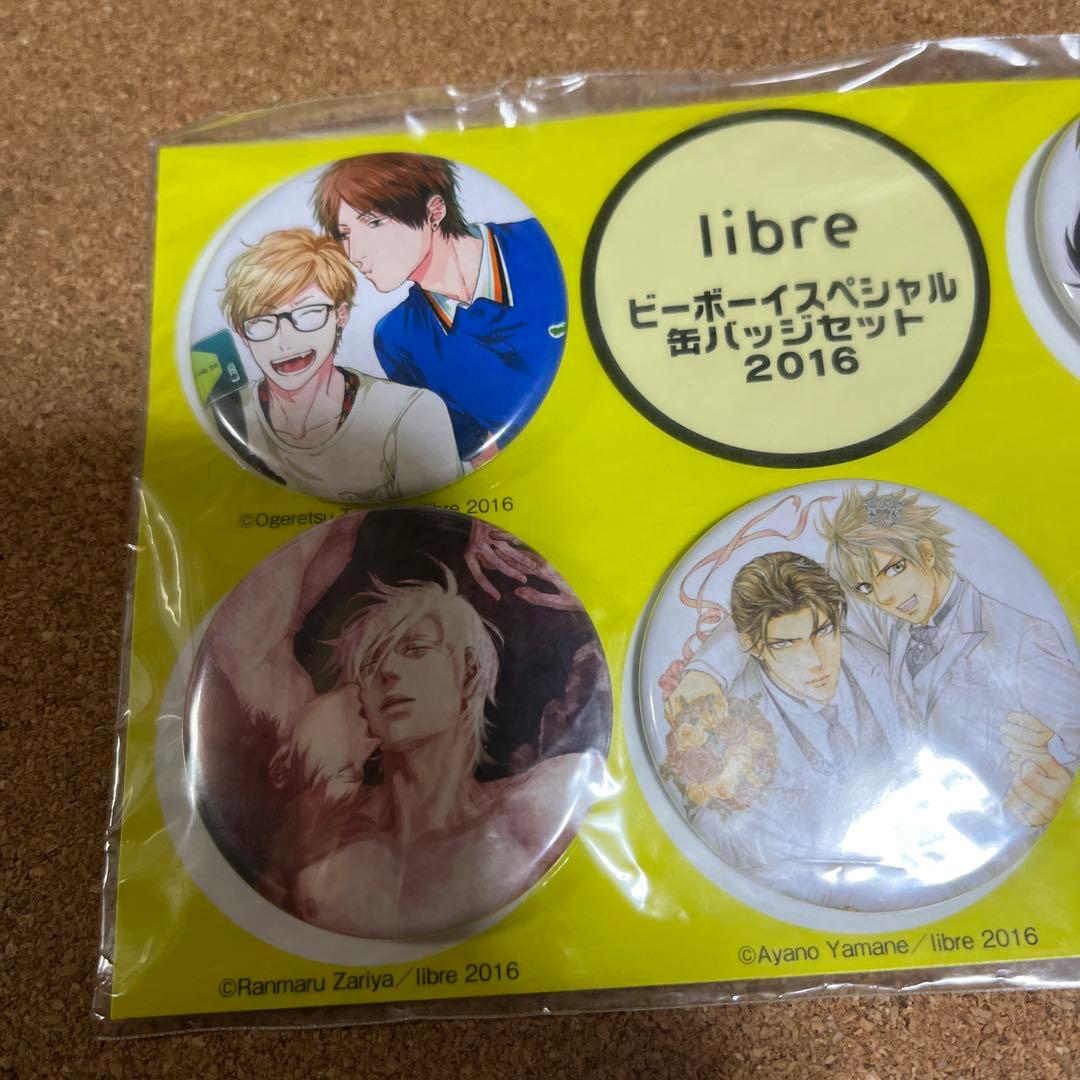 libre
ビーボーイスペシャル
缶バッジセット
2016
©Ogeretsu libre 2016
©Ranmaru Zariya／libre 2016
©Ayano Yamane／libre 2016